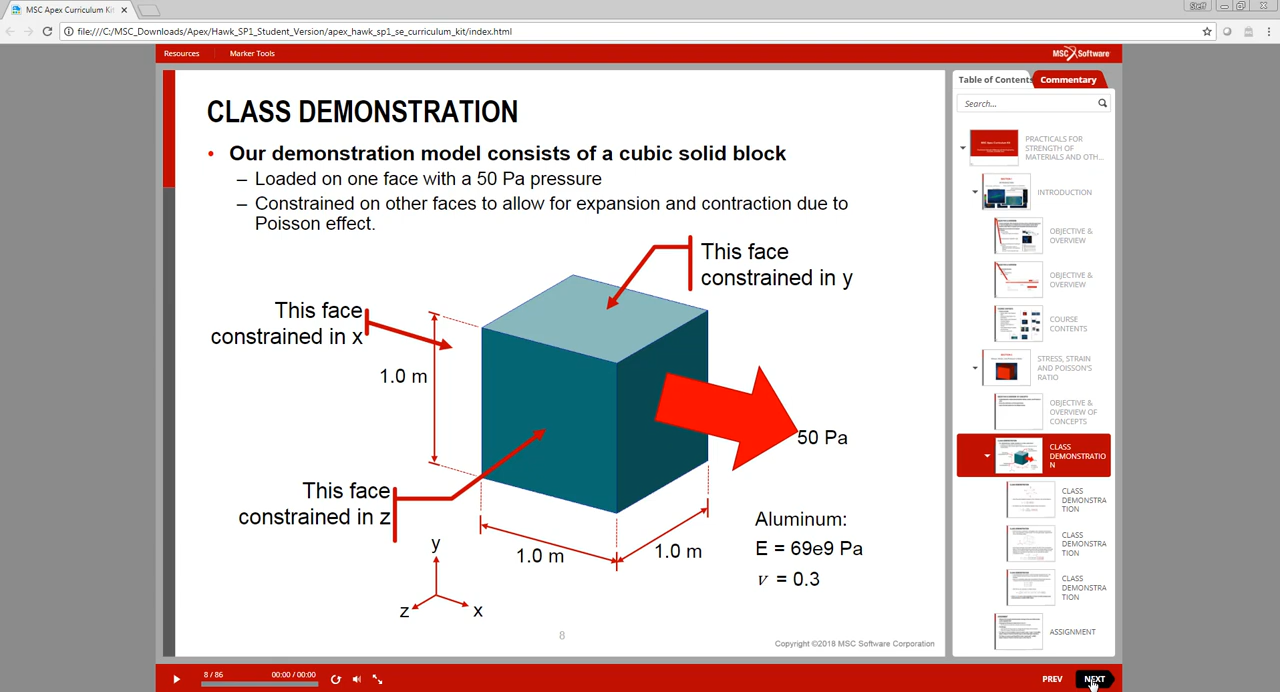 MSC Apex Curriculum Kit
Steff
file:///C:/MSC_Downloads/Apex/Hawk_SP1_Student_Version/apex_hawk_sp1_se_curriculum_kit/index.html
Resources
Marker Tools
MSC Software
CLASS DEMONSTRATION
• Our demonstration model consists of a cubic solid block
– Loaded on one face with a 50 Pa pressure
– Constrained on other faces to allow for expansion and contraction due to
Poisson effect.
This face
constrained in y
This face
constrained in x
1.0 m
50 Pa
This face
constrained in z
1.0 m
1.0 m
Aluminum:
E = 69e9 Pa
ν = 0.3
y
z
x
8
Copyright ©2018 MSC Software Corporation
Table of Contents
Commentary
Search...
PRACTICALS FOR
STRENGTH OF
MATERIALS AND OTH...
INTRODUCTION
OBJECTIVE &
OVERVIEW
OBJECTIVE &
OVERVIEW
COURSE
CONTENTS
STRESS, STRAIN
AND POISON'S
RATIO
OBJECTIVE &
OVERVIEW OF
CONCEPTS
CLASS
DEMONSTRATIO
N
CLASS
DEMONSTRA
TION
CLASS
DEMONSTRA
TION
CLASS
DEMONSTRA
TION
ASSIGNMENT
8 / 86
00:00 / 00:00
PREV
NEXT